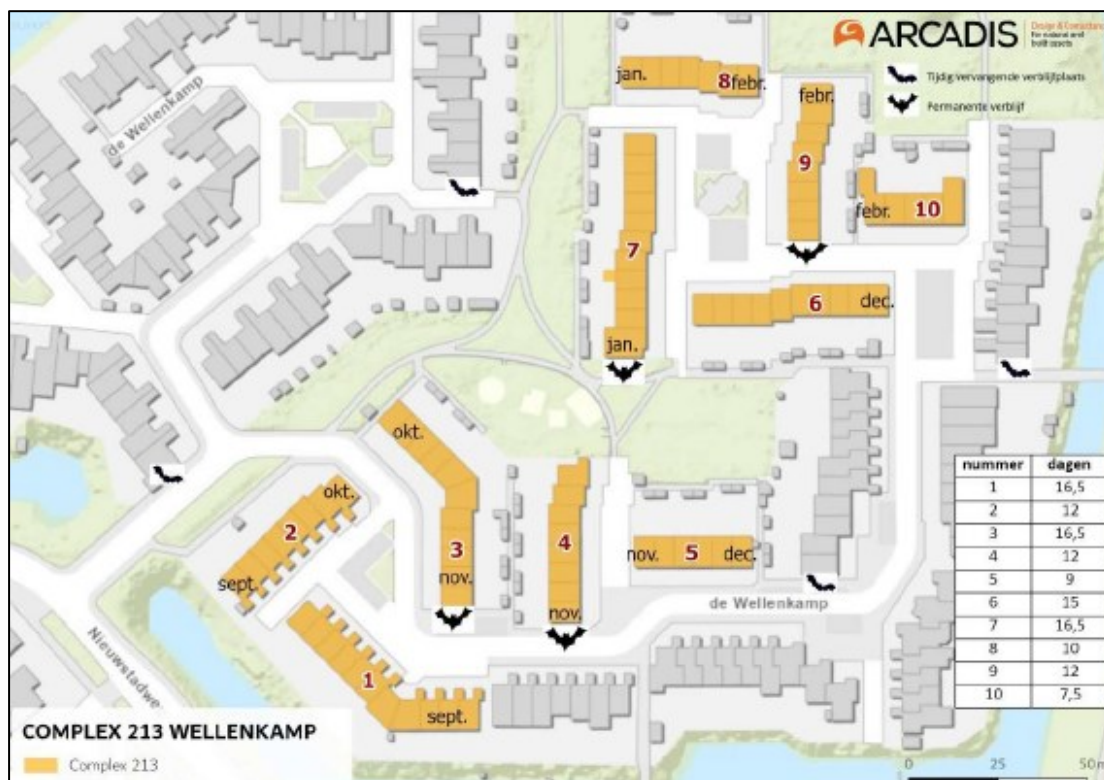 ARCADIS
Design & Consultancy
for natural and
built assets
Tijdig vervangende verblijfplaats
Permanente verblijf
de Wellenkamp
jan.
8
febr.
febr.
9
febr.
10
7
jan.
6
dec.
okt.
okt.
2
sept.
3
nov.
4
nov.
nov.
5
dec.
de Wellenkamp
1
sept.
nummer dagen
1 16,5
2 12
3 16,5
4 12
5 9
6 15
7 16,5
8 10
9 12
10 7,5
COMPLEX 213 WELLENKAMP
Complex 213
0 25 50 m